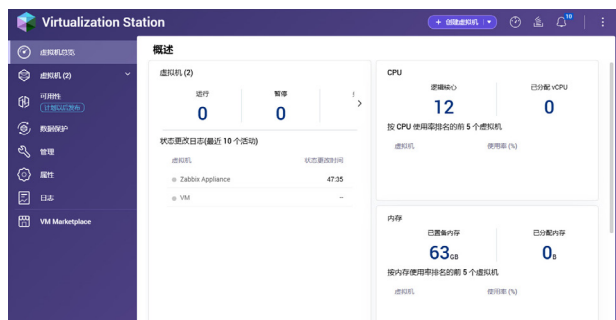 Virtualization Station
+ 创建虚拟机
10
虚拟机总览
虚拟机 (2)
可用性
(计划以后发布)
数据保护
管理
属性
日志
VM Marketplace
概述
虚拟机 (2)
运行
暂停
0
0
状态更改日志(最近 10 个活动)
虚拟机
状态更改时间
Zabbix Appliance
47:35
VM
--
CPU
逻辑核心
已分配 vCPU
12
0
按 CPU 使用率排名的前 5 个虚拟机
虚拟机
使用率 (%)
内存
已置备内存
已分配内存
63 GB
0 B
按内存使用率排名的前 5 个虚拟机
虚拟机
使用率 (%)